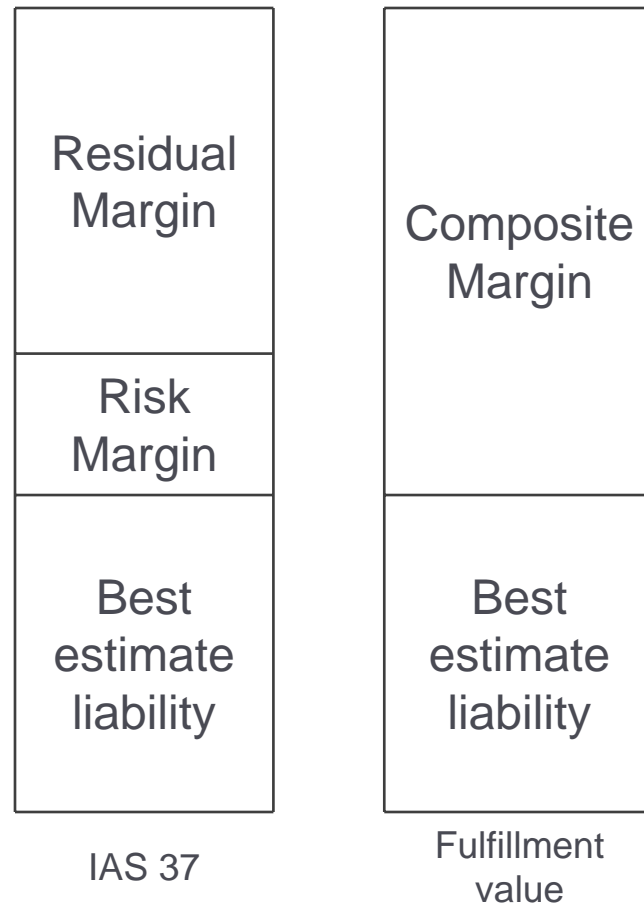 Residual
Margin
Risk
Margin
Best
estimate
liability
IAS 37
Composite
Margin
Best
estimate
liability
Fulfillment
value